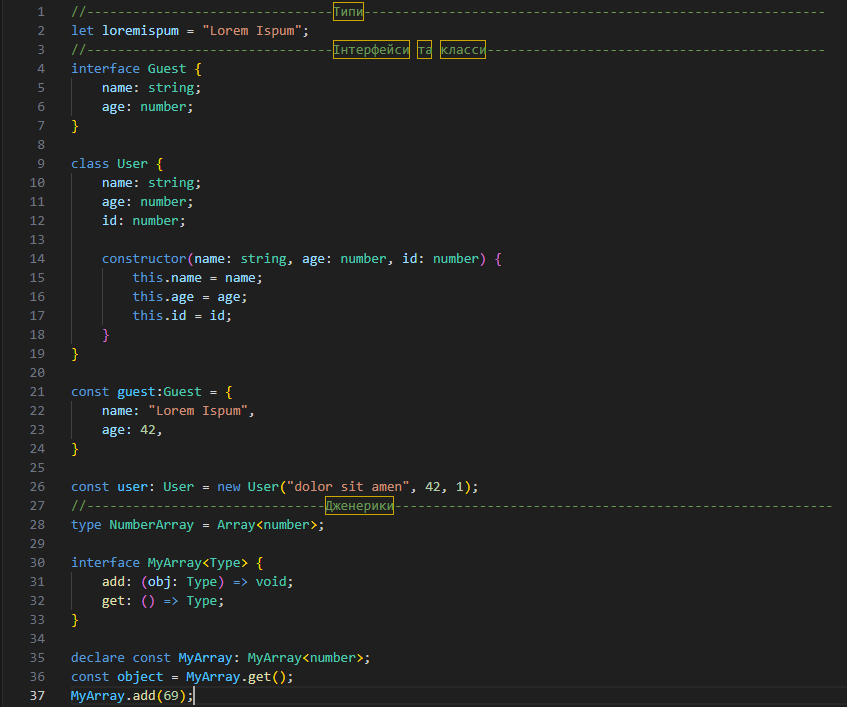 1 //--------------------------------Типи------------------------------------------------------------
2 let loremispum = "Lorem Ispum";
3 //--------------------------------Інтерфейси та класси--------------------------------------------
4 interface Guest {
5     name: string;
6     age: number;
7 }
8
9 class User {
10     name: string;
11     age: number;
12     id: number;
13
14     constructor(name: string, age: number, id: number) {
15         this.name = name;
16         this.age = age;
17         this.id = id;
18     }
19 }
20
21 const guest:Guest = {
22     name: "Lorem Ispum",
23     age: 42,
24 }
25
26 const user: User = new User("dolor sit amen", 42, 1);
27 //-------------------------------Дженерики---------------------------------------------------------
28 type NumberArray = Array<number>;
29
30 interface MyArray<Type> {
31     add: (obj: Type) => void;
32     get: () => Type;
33 }
34
35 declare const MyArray: MyArray<number>;
36 const object = MyArray.get();
37 MyArray.add(69);